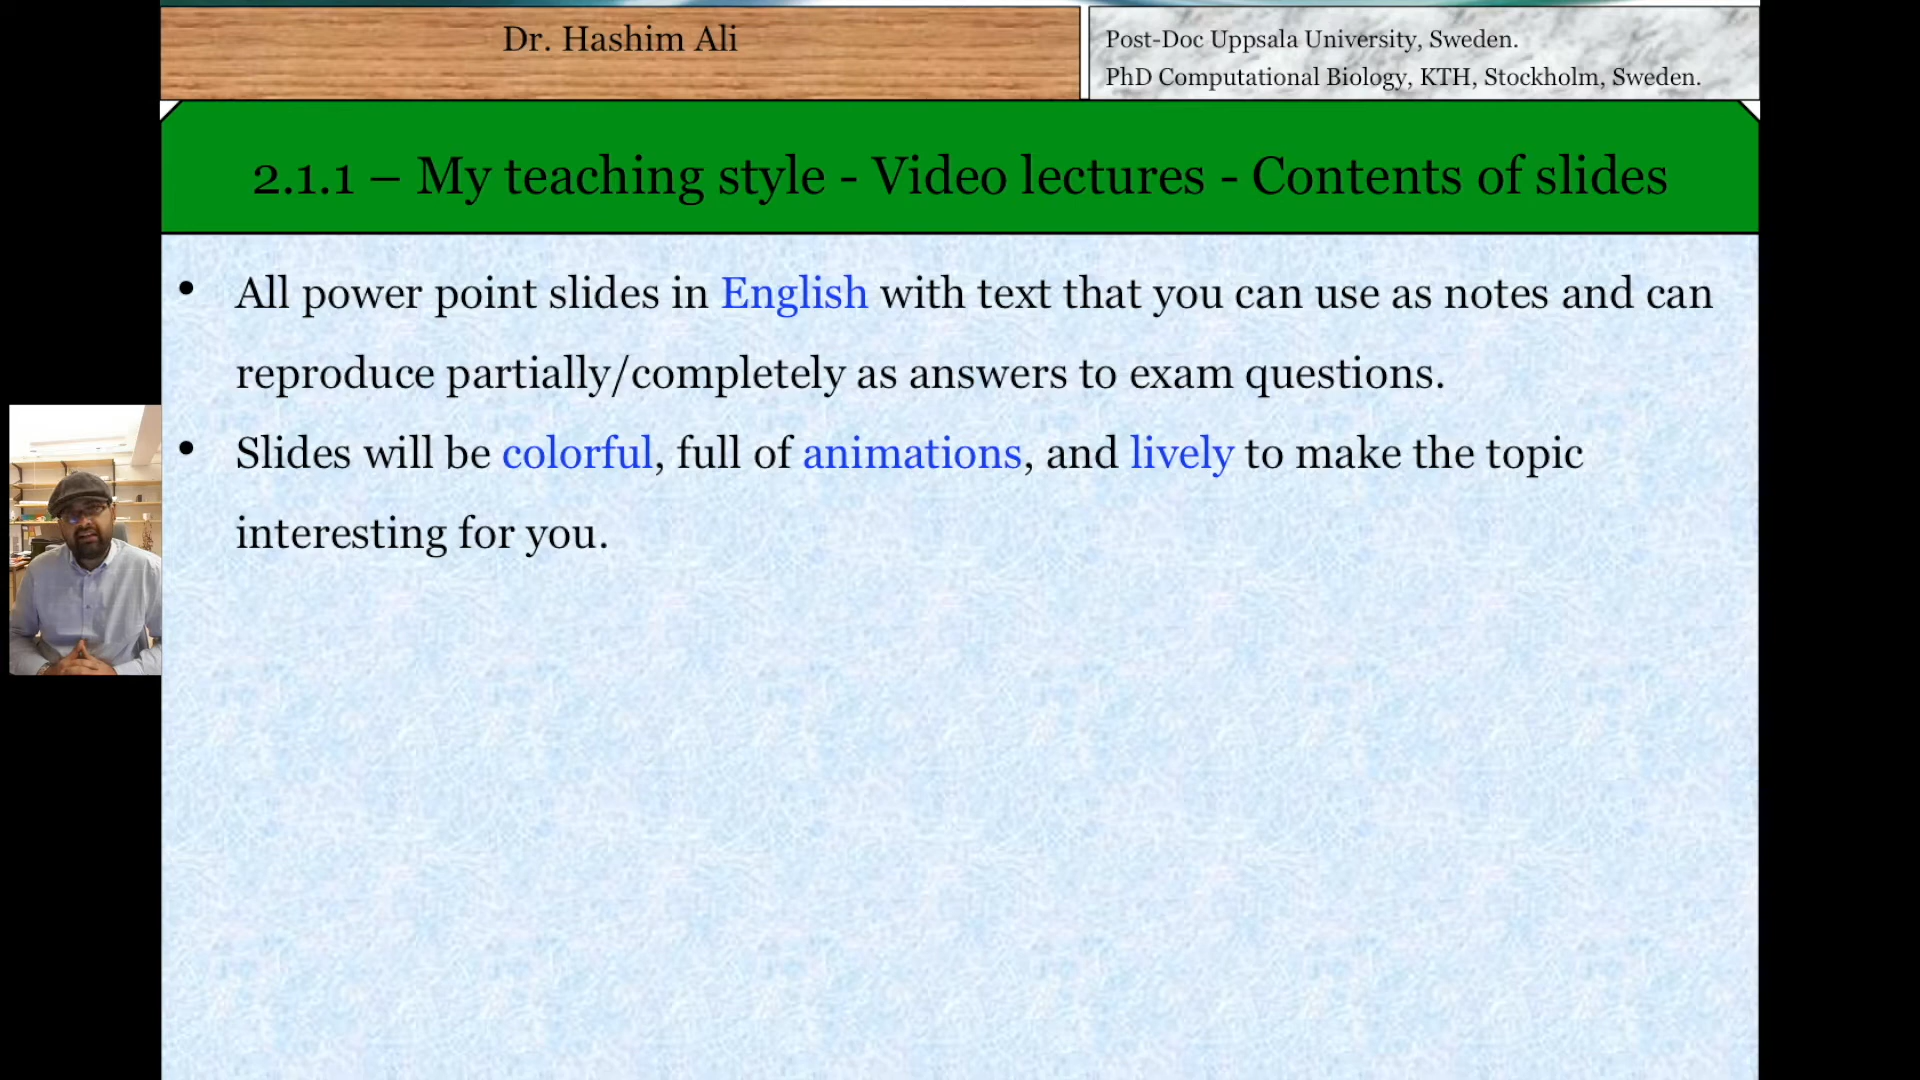 Dr. Hashim Ali
Post-Doc Uppsala University, Sweden.
PhD Computational Biology, KTH, Stockholm, Sweden.
2.1.1 – My teaching style - Video lectures - Contents of slides
• All power point slides in English with text that you can use as notes and can
reproduce partially/completely as answers to exam questions.
• Slides will be colorful, full of animations, and lively to make the topic
interesting for you.